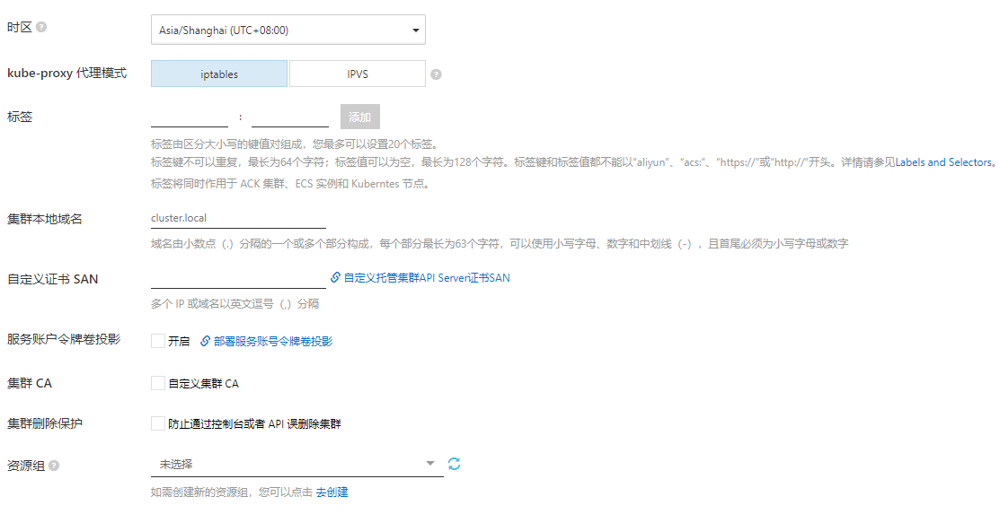 时区
Asia/Shanghai (UTC+08:00)
kube-proxy 代理模式
iptables
IPVS
标签
:
添加
标签由区分大小写的键值对组成，您最多可以设置20个标签。
标签键不可以重复，最长为64个字符；标签值可以为空，最长为128个字符。标签键和标签值都不能以“aliyun”、“acs:”、“https://”或“http://”开头。详情请参见Labels and Selectors。
标签将同时作用于 ACK 集群、ECS 实例和 Kuberntes 节点。
集群本地域名
cluster.local
域名由小数点（.）分隔的一个或多个部分构成，每个部分最长为63个字符，可以使用小写字母、数字和中划线（-），且首尾必须为小写字母或数字
自定义证书 SAN
自定义托管集群API Server证书SAN
多个 IP 或域名以英文逗号（,）分隔
服务账户令牌卷投影
开启
部署服务账号令牌卷投影
集群 CA
自定义集群 CA
集群删除保护
防止通过控制台或者 API 误删除集群
资源组
未选择
如需创建新的资源组，您可以点击 去创建